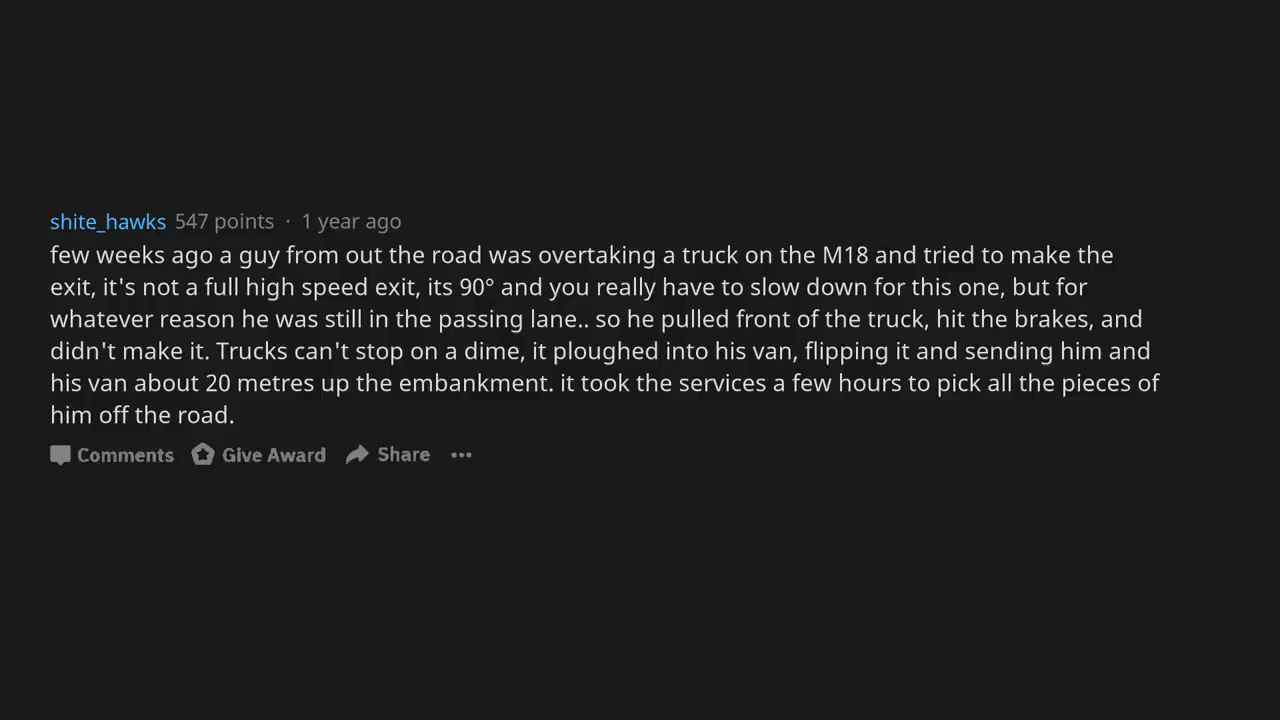 shite_hawks 547 points · 1 year ago
few weeks ago a guy from out the road was overtaking a truck on the M18 and tried to make the
exit, it's not a full high speed exit, its 90° and you really have to slow down for this one, but for
whatever reason he was still in the passing lane.. so he pulled front of the truck, hit the brakes, and
didn't make it. Trucks can't stop on a dime, it ploughed into his van, flipping it and sending him and
his van about 20 metres up the embankment. it took the services a few hours to pick all the pieces of
him off the road.
Comments Give Award Share ···